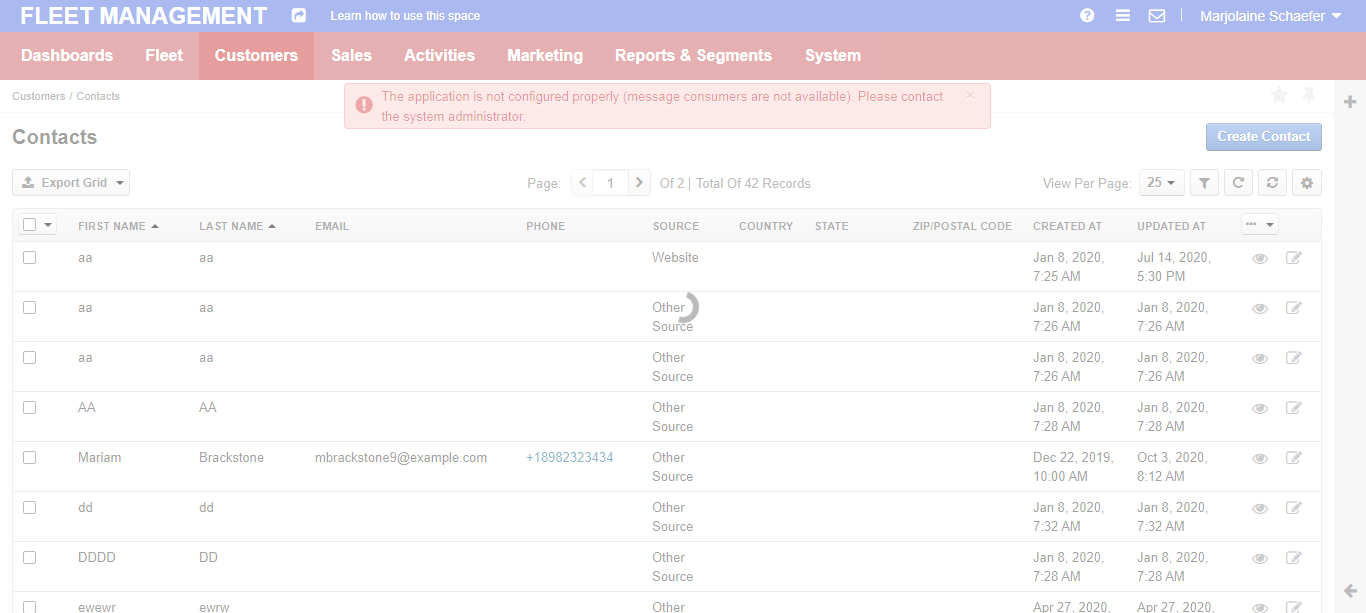 FLEET MANAGEMENT Learn how to use this space Marjolaine Schaefer
Dashboards Fleet Customers Sales Activities Marketing Reports & Segments System
Customers / Contacts
The application is not configured properly (message consumers are not available). Please contact ×
the system administrator.
Contacts Create Contact
Export Grid Page: 1 Of 2 | Total Of 42 Records View Per Page: 25
FIRST NAME LAST NAME EMAIL PHONE SOURCE COUNTRY STATE ZIP/POSTAL CODE CREATED AT UPDATED AT
aa aa Website Jan 8, 2020, Jul 14, 2020,
7:25 AM 5:30 PM
aa aa Other Jan 8, 2020, Jan 8, 2020,
Source 7:26 AM 7:26 AM
aa aa Other Jan 8, 2020, Jan 8, 2020,
Source 7:26 AM 7:26 AM
AA AA Other Jan 8, 2020, Jan 8, 2020,
Source 7:28 AM 7:28 AM
Mariam Brackstone mbrackstone9@example.com +18982323434 Other Dec 22, 2019, Oct 3, 2020,
Source 10:00 AM 8:12 AM
dd dd Other Jan 8, 2020, Jan 8, 2020,
Source 7:32 AM 7:32 AM
DDDD DD Other Jan 8, 2020, Jan 8, 2020,
Source 7:28 AM 7:28 AM
ewewr ewrw Other Apr 27, 2020, Apr 27, 2020,